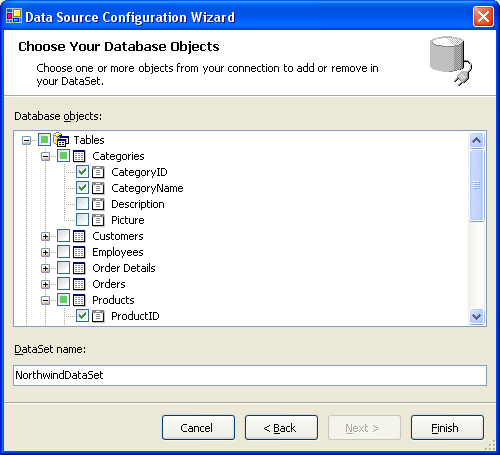 Data Source Configuration Wizard
Choose Your Database Objects
Choose one or more objects from your connection to add or remove in
your DataSet.
Database objects:
Tables
Categories
CategoryID
CategoryName
Description
Picture
Customers
Employees
Order Details
Orders
Products
ProductID
DataSet name:
NorthwindDataSet
Cancel
< Back
Next >
Finish